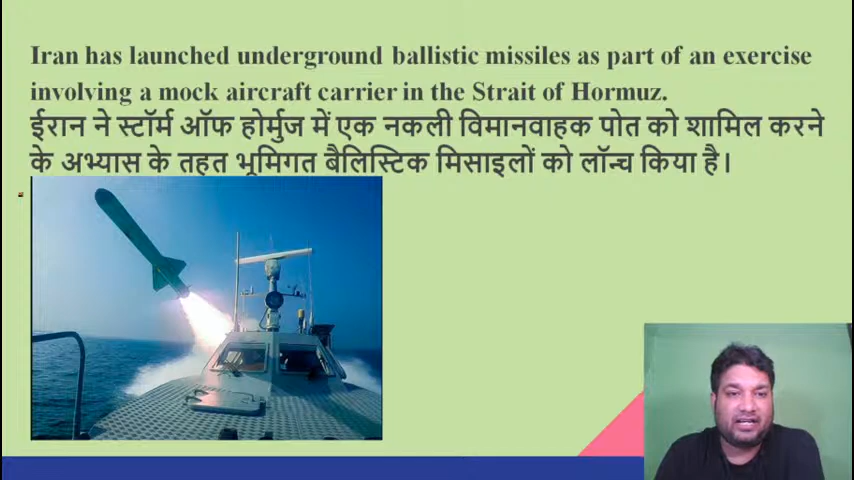 Iran has launched underground ballistic missiles as part of an exercise
involving a mock aircraft carrier in the Strait of Hormuz.
ईरान ने स्टॉर्म ऑफ होर्मुज में एक नकली विमानवाहक पोत को शामिल करने
के अभ्यास के तहत भूमिगत बैलिस्टिक मिसाइलों को लॉन्च किया है।